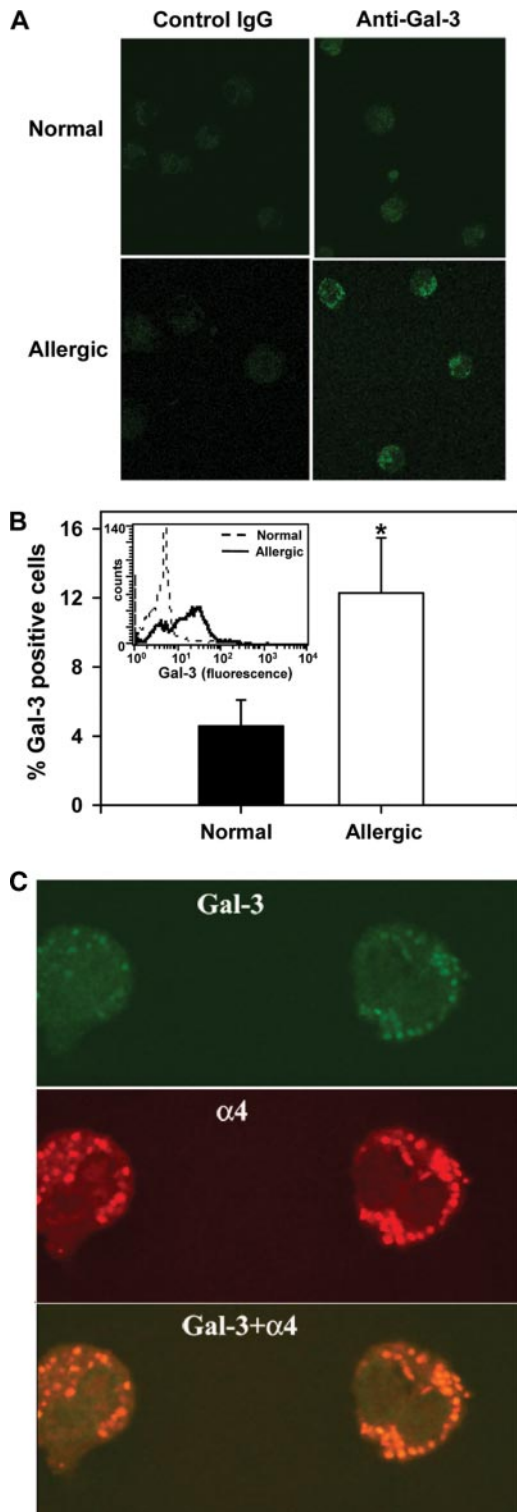 A
Control IgG Anti-Gal-3
Normal
Allergic
B
% Gal-3 positive cells
16
12
8
4
0
140
counts
0
Normal
Allergic
10⁰ 10¹ 10² 10³ 10⁴
Gal-3 (fluorescence)
*
Normal Allergic
C
Gal-3
α4
Gal-3+α4